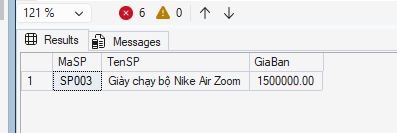 121 % 6 0
Results Messages
MaSP TenSP GiaBan
1 SP003 Giày chạy bộ Nike Air Zoom 1500000.00